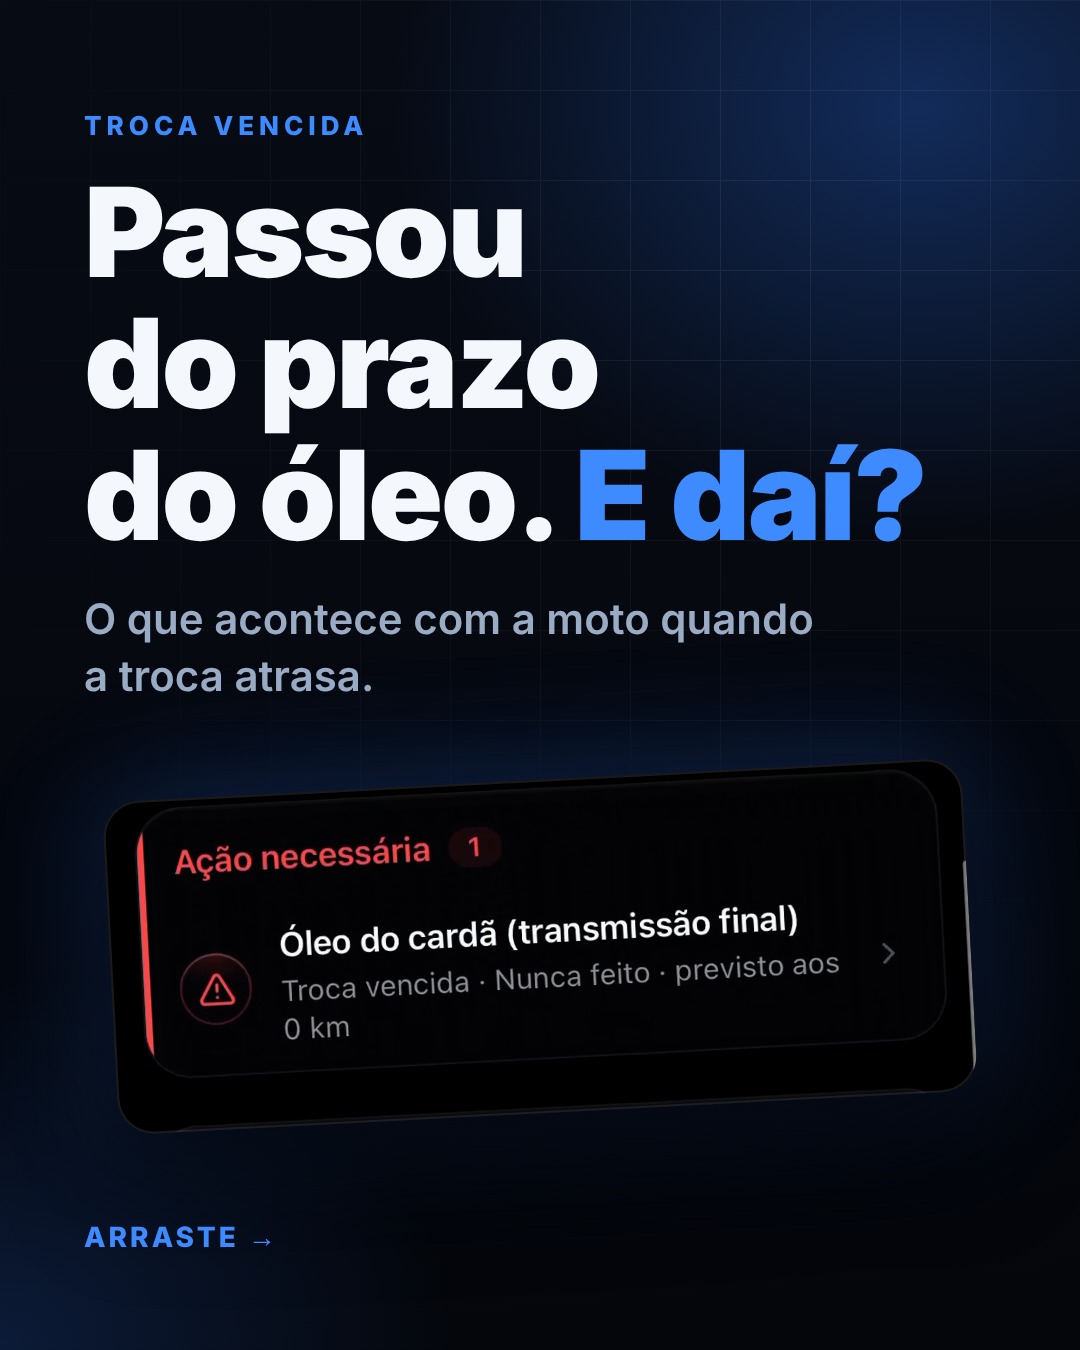 TROCA VENCIDA
Passou
do prazo
do óleo. E daí?
O que acontece com a moto quando
a troca atrasa.
Ação necessária 1
Óleo do cardã (transmissão final)
Troca vencida · Nunca feito · previsto aos
0 km
ARRASTE →